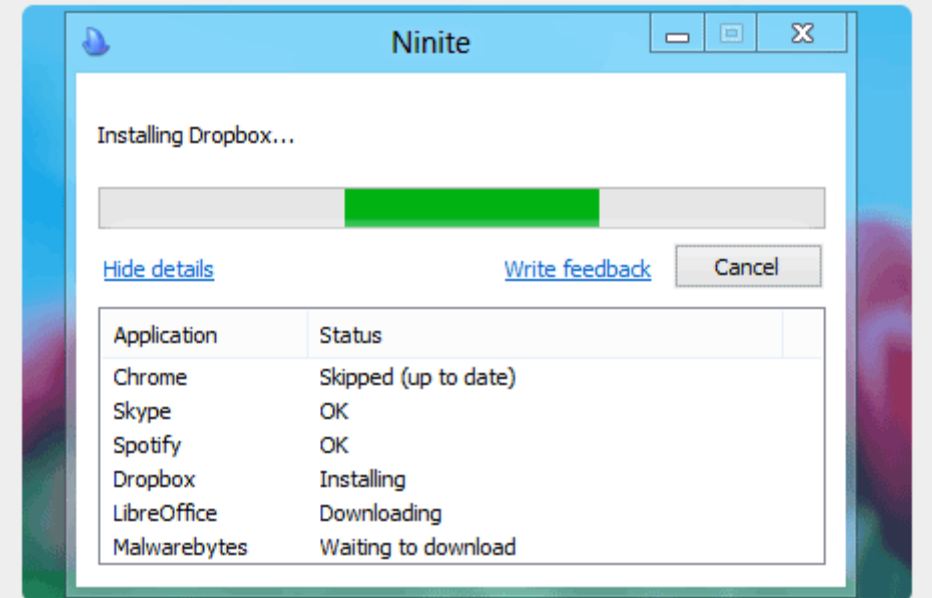 Ninite
Installing Dropbox...
Hide details Write feedback Cancel
Application Status
Chrome Skipped (up to date)
Skype OK
Spotify OK
Dropbox Installing
LibreOffice Downloading
Malwarebytes Waiting to download